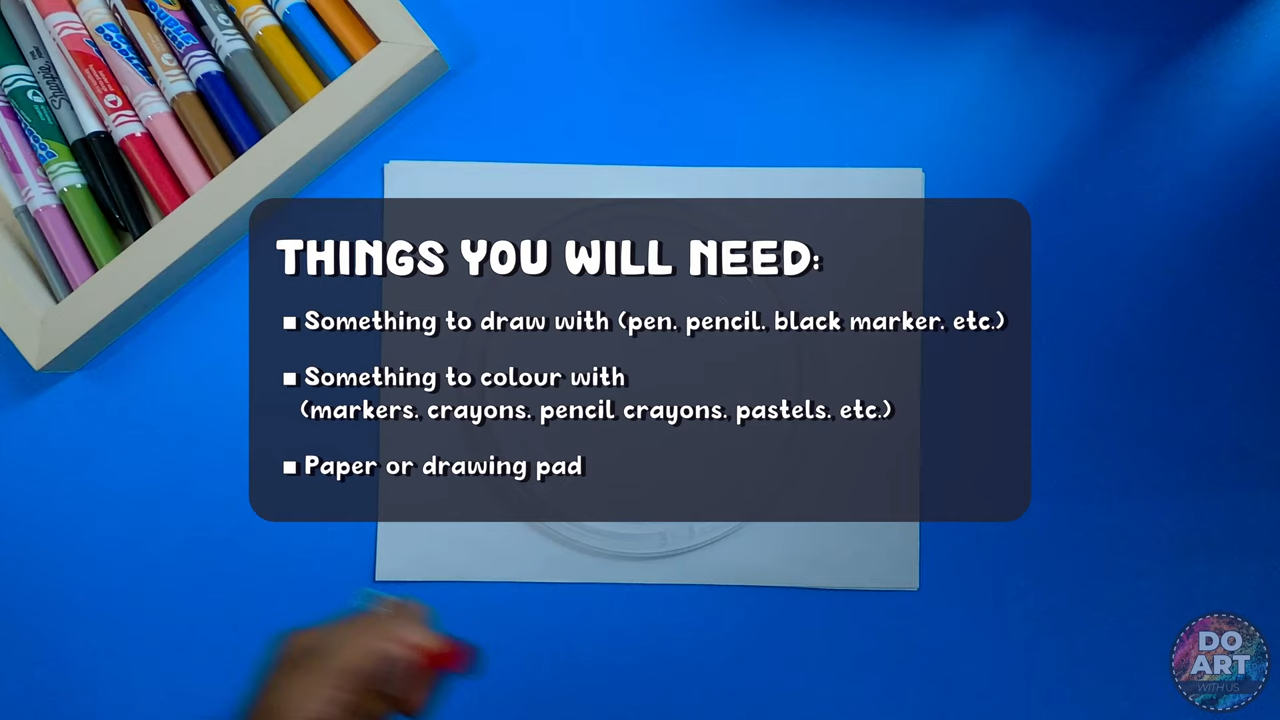 THINGS YOU WILL NEED:
■ Something to draw with (pen, pencil, black marker, etc.)
■ Something to colour with
(markers, crayons, pencil crayons, pastels, etc.)
■ Paper or drawing pad
Sharpie
DO
ART
WITH US